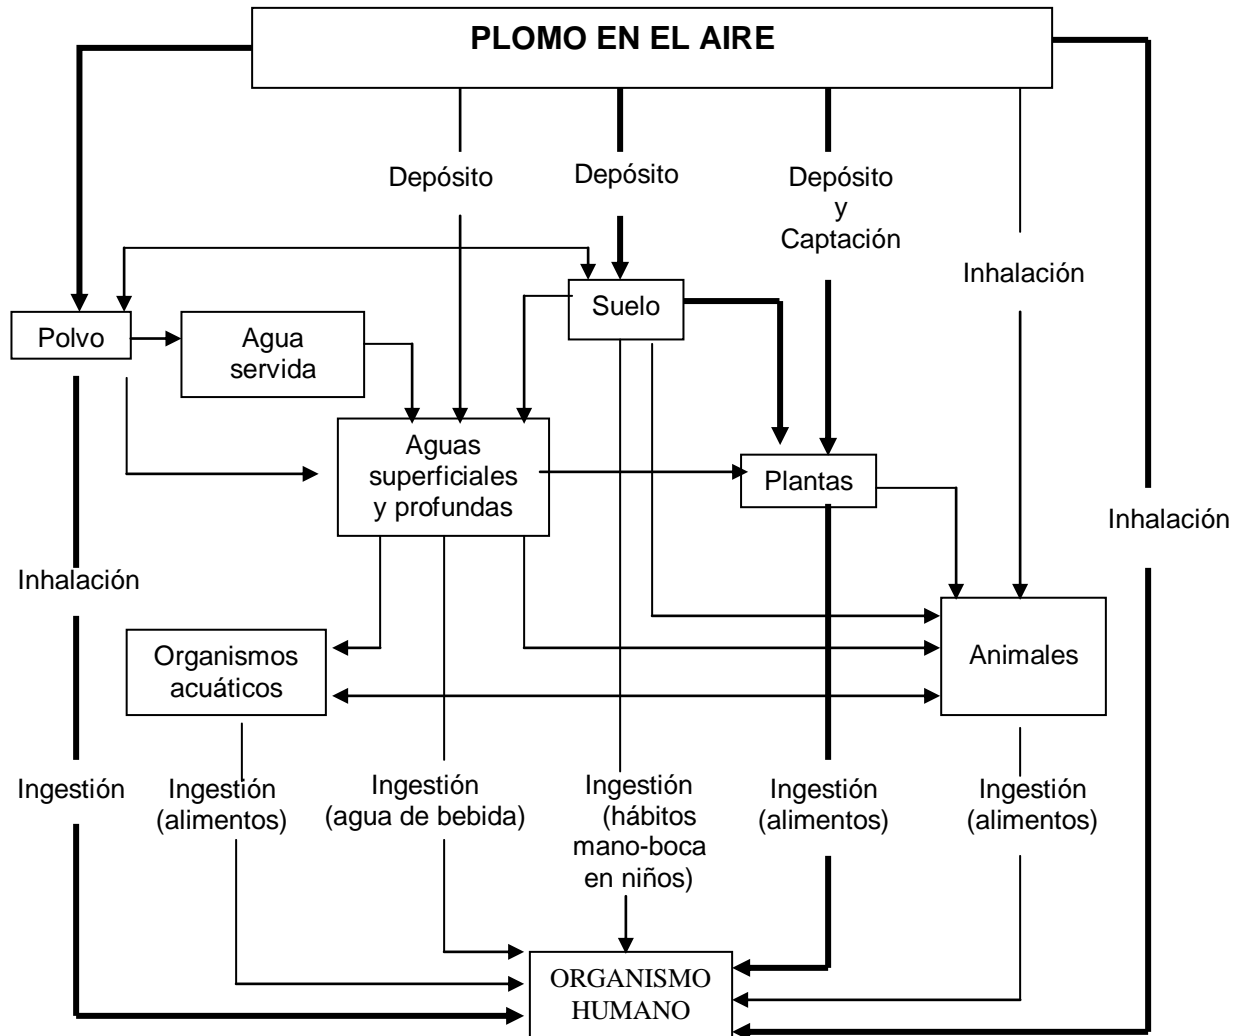 PLOMO EN EL AIRE
Depósito
Depósito
Depósito
y
Captación
Inhalación
Polvo
Agua
servida
Suelo
Aguas
superficiales
y profundas
Plantas
Inhalación
Inhalación
Organismos
acuáticos
Animales
Ingestión
Ingestión
(alimentos)
Ingestión
(agua de bebida)
Ingestión
(hábitos
mano-boca
en niños)
Ingestión
(alimentos)
Ingestión
(alimentos)
ORGANISMO
HUMANO